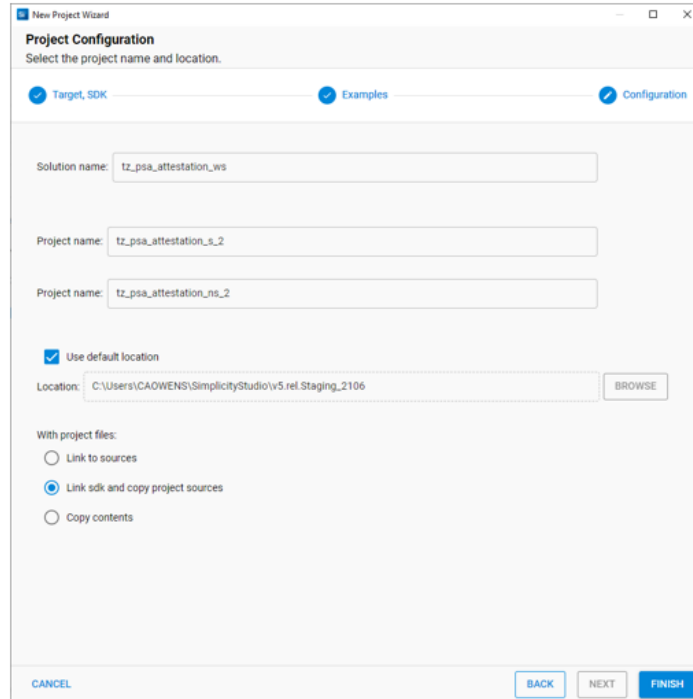 New Project Wizard
Project Configuration
Select the project name and location.
Target, SDK
Examples
Configuration
Solution name: tz_psa_attestation_ws
Project name: tz_psa_attestation_s_2
Project name: tz_psa_attestation_ns_2
Use default location
Location: C:\Users\CAOWENS\SimplicityStudio\v5.rel.Staging_2106 BROWSE
With project files:
Link to sources
Link sdk and copy project sources
Copy contents
CANCEL BACK NEXT FINISH